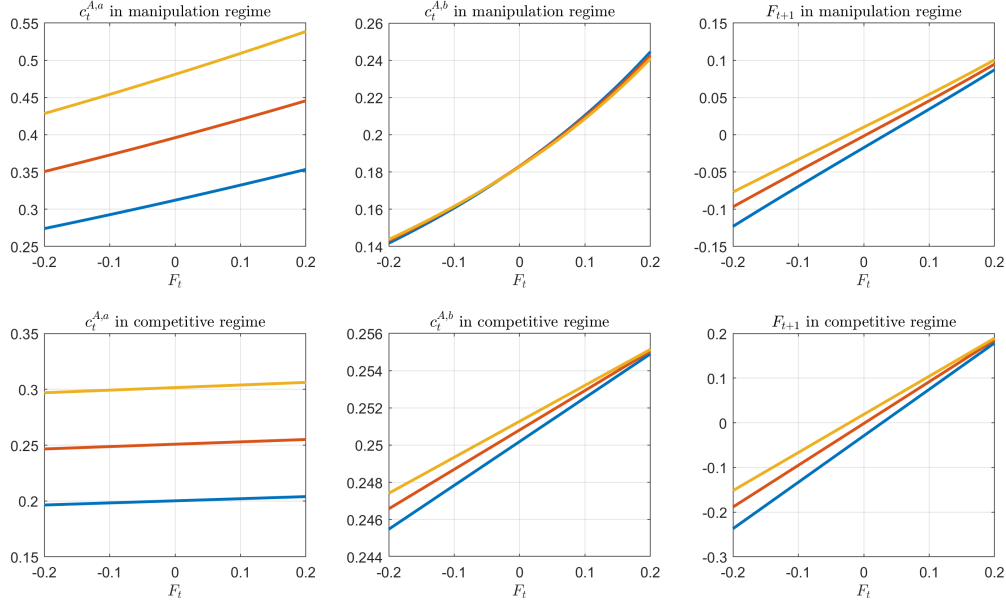 c_t^{A,a} in manipulation regime
0.55
0.5
0.45
0.4
0.35
0.3
0.25
-0.2 -0.1 0 0.1 0.2
F_t
c_t^{A,b} in manipulation regime
0.26
0.24
0.22
0.2
0.18
0.16
0.14
-0.2 -0.1 0 0.1 0.2
F_t
F_{t+1} in manipulation regime
0.15
0.1
0.05
0
-0.05
-0.1
-0.15
-0.2 -0.1 0 0.1 0.2
F_t
c_t^{A,a} in competitive regime
0.35
0.3
0.25
0.2
0.15
-0.2 -0.1 0 0.1 0.2
F_t
c_t^{A,b} in competitive regime
0.256
0.254
0.252
0.25
0.248
0.246
0.244
-0.2 -0.1 0 0.1 0.2
F_t
F_{t+1} in competitive regime
0.2
0.1
0
-0.1
-0.2
-0.3
-0.2 -0.1 0 0.1 0.2
F_t